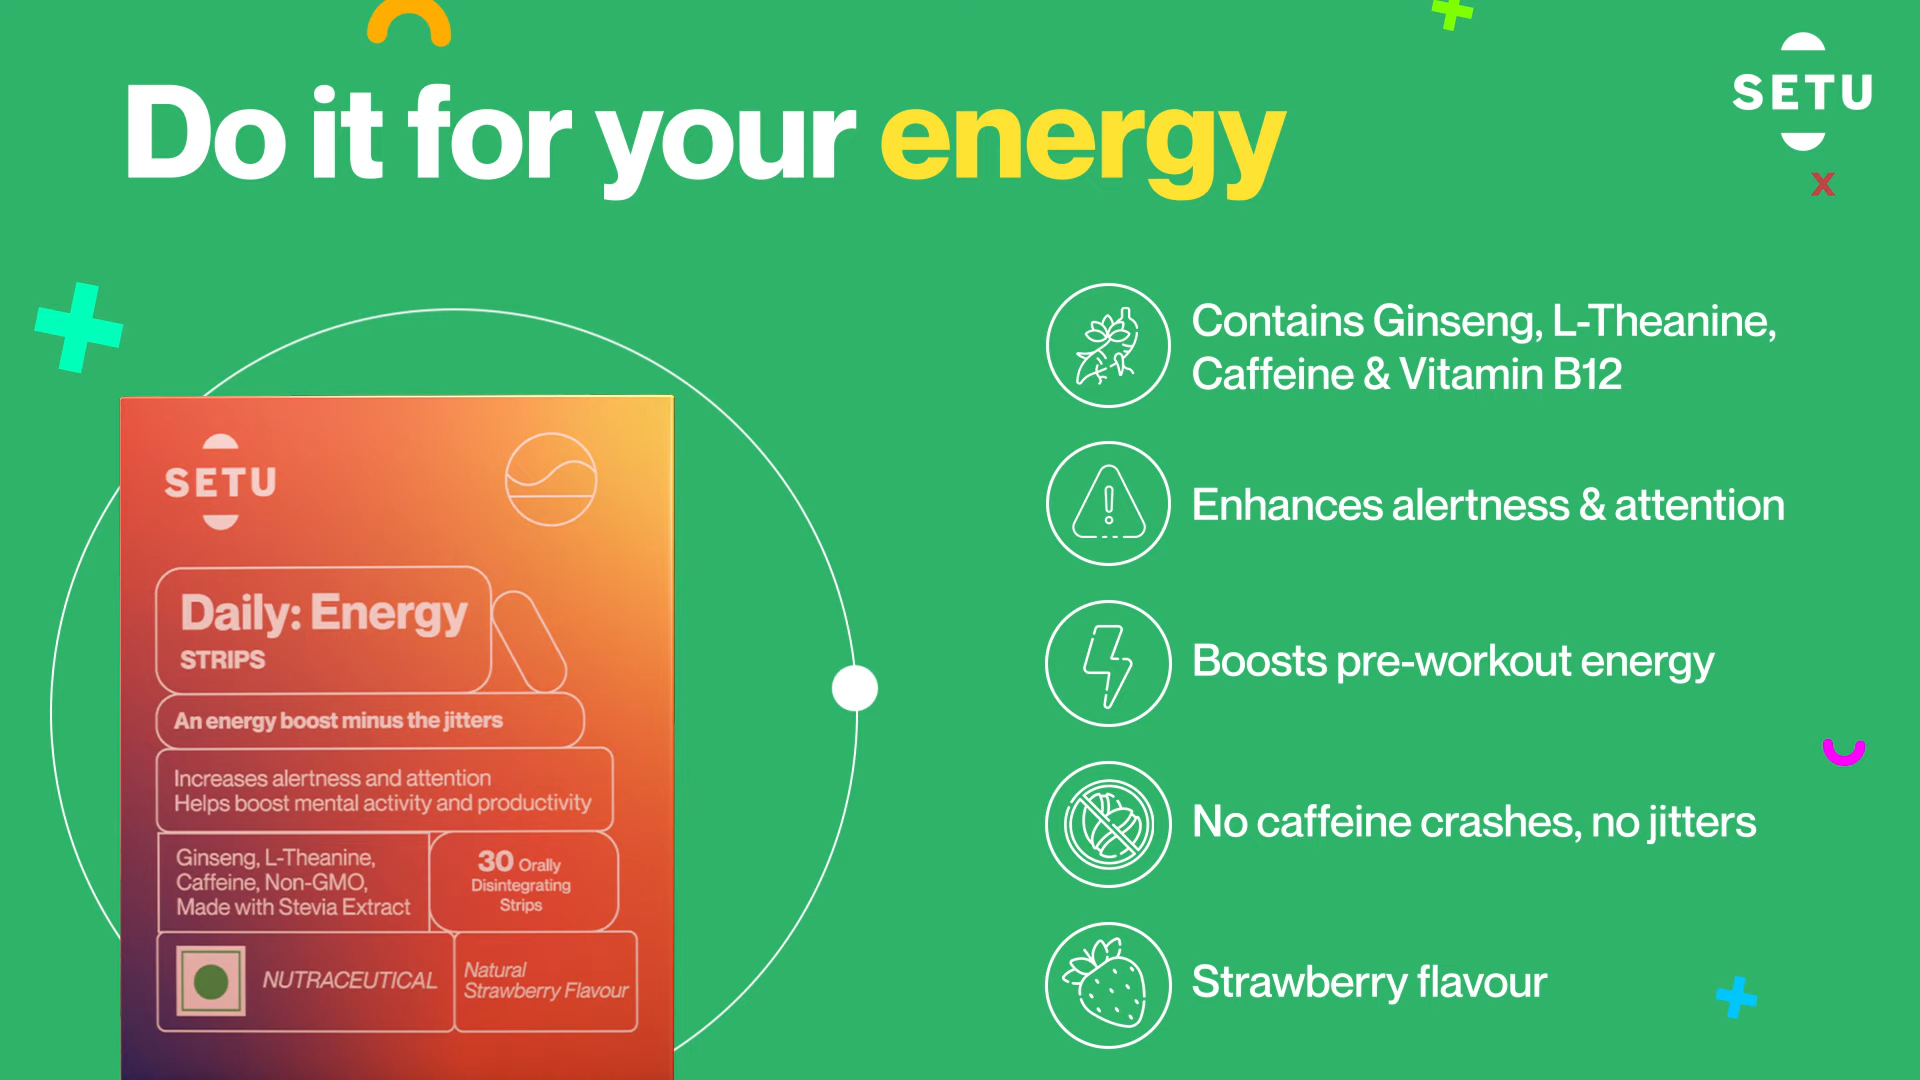 Do it for your energy
SETU
x
Contains Ginseng, L-Theanine,
Caffeine & Vitamin B12
Enhances alertness & attention
Boosts pre-workout energy
No caffeine crashes, no jitters
Strawberry flavour
SETU
Daily: Energy
STRIPS
An energy boost minus the jitters
Increases alertness and attention
Helps boost mental activity and productivity
Ginseng, L-Theanine,
Caffeine, Non-GMO,
Made with Stevia Extract
30 Orally
Disintegrating
Strips
NUTRACEUTICAL
Natural
Strawberry Flavour